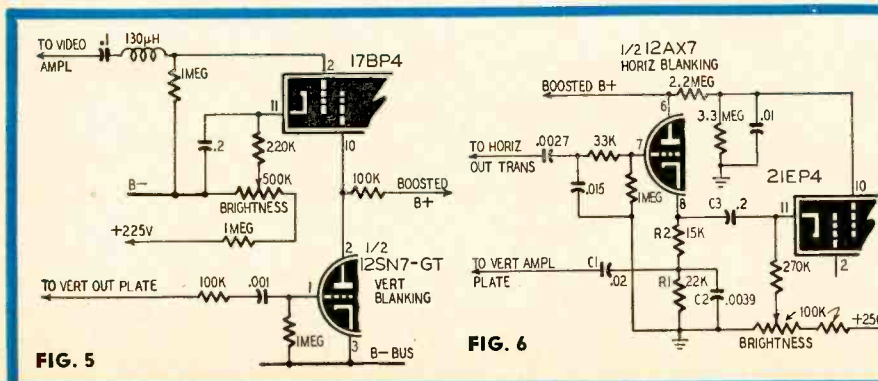 TO VIDEO
AMPL
.1
130μH
1MEG
2
17BP4
11
.2
220K
10
B-
500K
BRIGHTNESS
100K
BOOSTED
B+
+225V
1MEG
2
1/2
12SN7-GT
VERT
BLANKING
TO VERT OUT PLATE
100K
.001
1
1MEG
3
B-BUS
FIG. 5
1/2 12AX7
HORIZ BLANKING
BOOSTED B+
2.2MEG
6
3.3 MEG
.01
TO HORIZ
OUT TRANS
.0027
33K
7
.015
1MEG
8
C3
.2
11
21EP4
10
2
R2
15K
TO VERT AMPL
PLATE
C1
.02
R1
22K
C2
.0039
270K
100K
BRIGHTNESS
FIG. 6